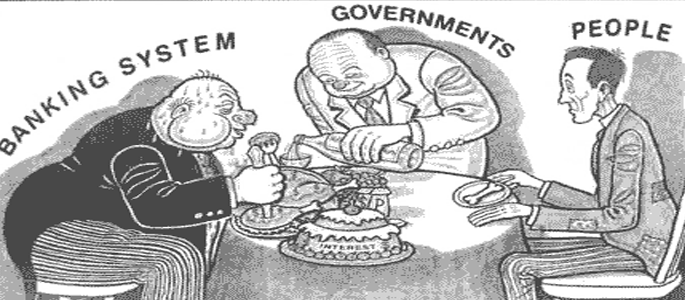 BANKING SYSTEM
GOVERNMENTS
PEOPLE
INTEREST